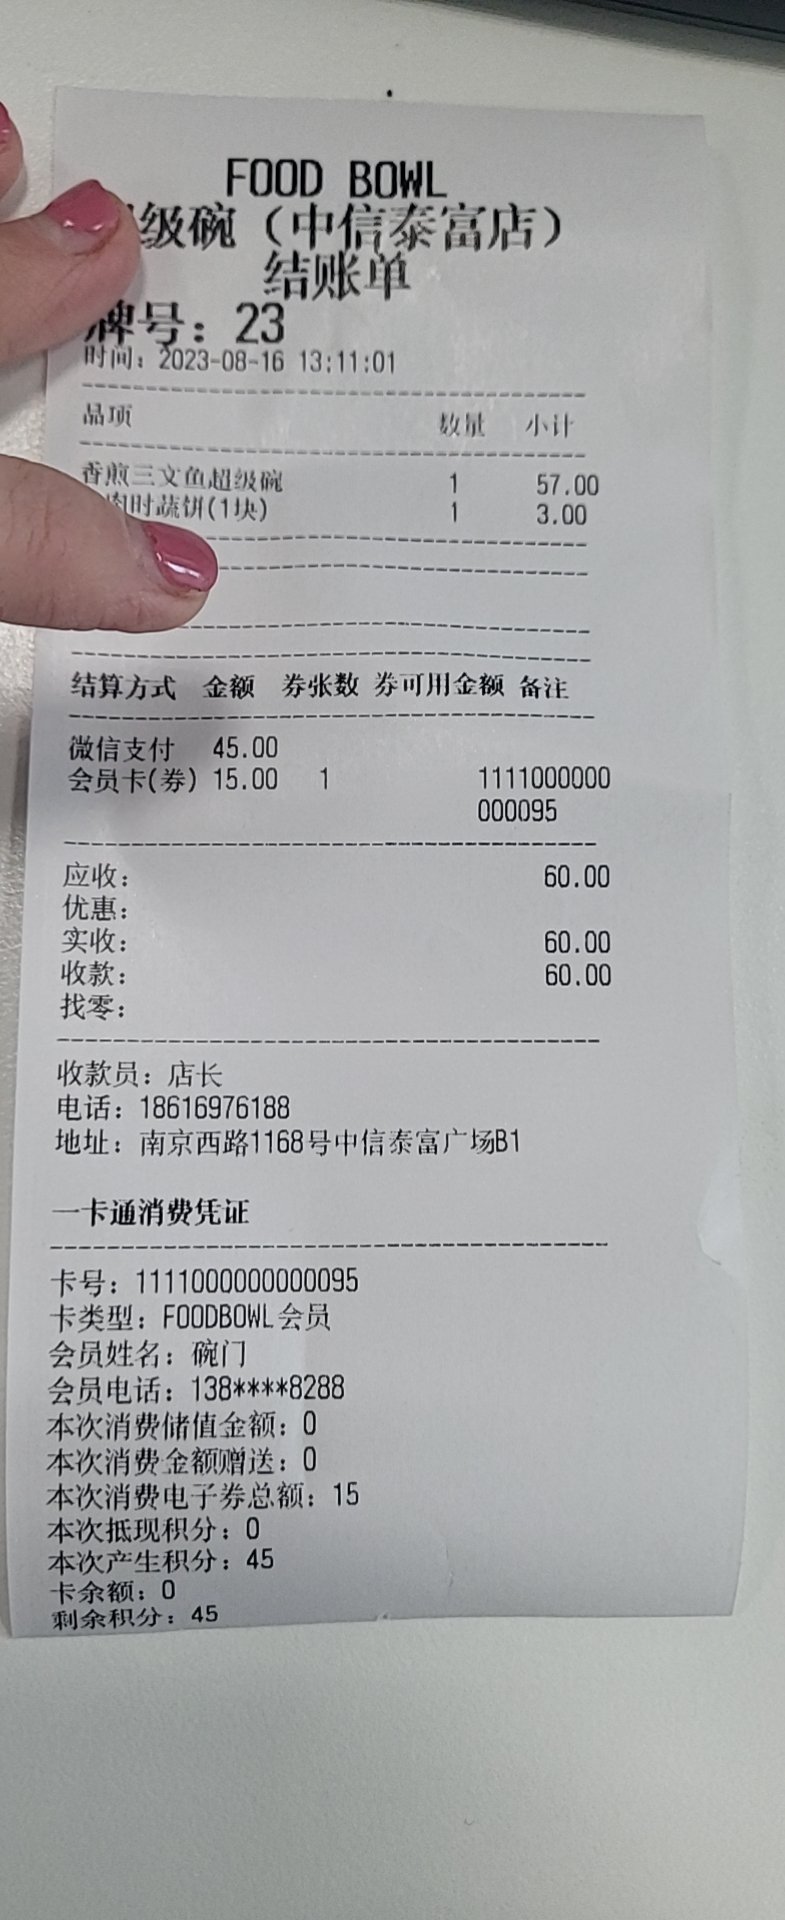 FOOD BOWL
级碗（中信泰富店）
结账单
牌号：23
时间：2023-08-16 13:11:01
品项 数量 小计
香煎三文鱼超级碗 1 57.00
时蔬饼(1块) 1 3.00
结算方式 金额 券张数 券可用金额 备注
微信支付 45.00
会员卡(券) 15.00 1 1111000000
000095
应收： 60.00
优惠：
实收： 60.00
收款： 60.00
找零：
收款员：店长
电话：18616976188
地址：南京西路1168号中信泰富广场B1
一卡通消费凭证
卡号：1111000000000095
卡类型：FOODBOWL会员
会员姓名：碗门
会员电话：138****8288
本次消费储值金额：0
本次消费金额赠送：0
本次消费电子券总额：15
本次抵现积分：0
本次产生积分：45
卡余额：0
剩余积分：45